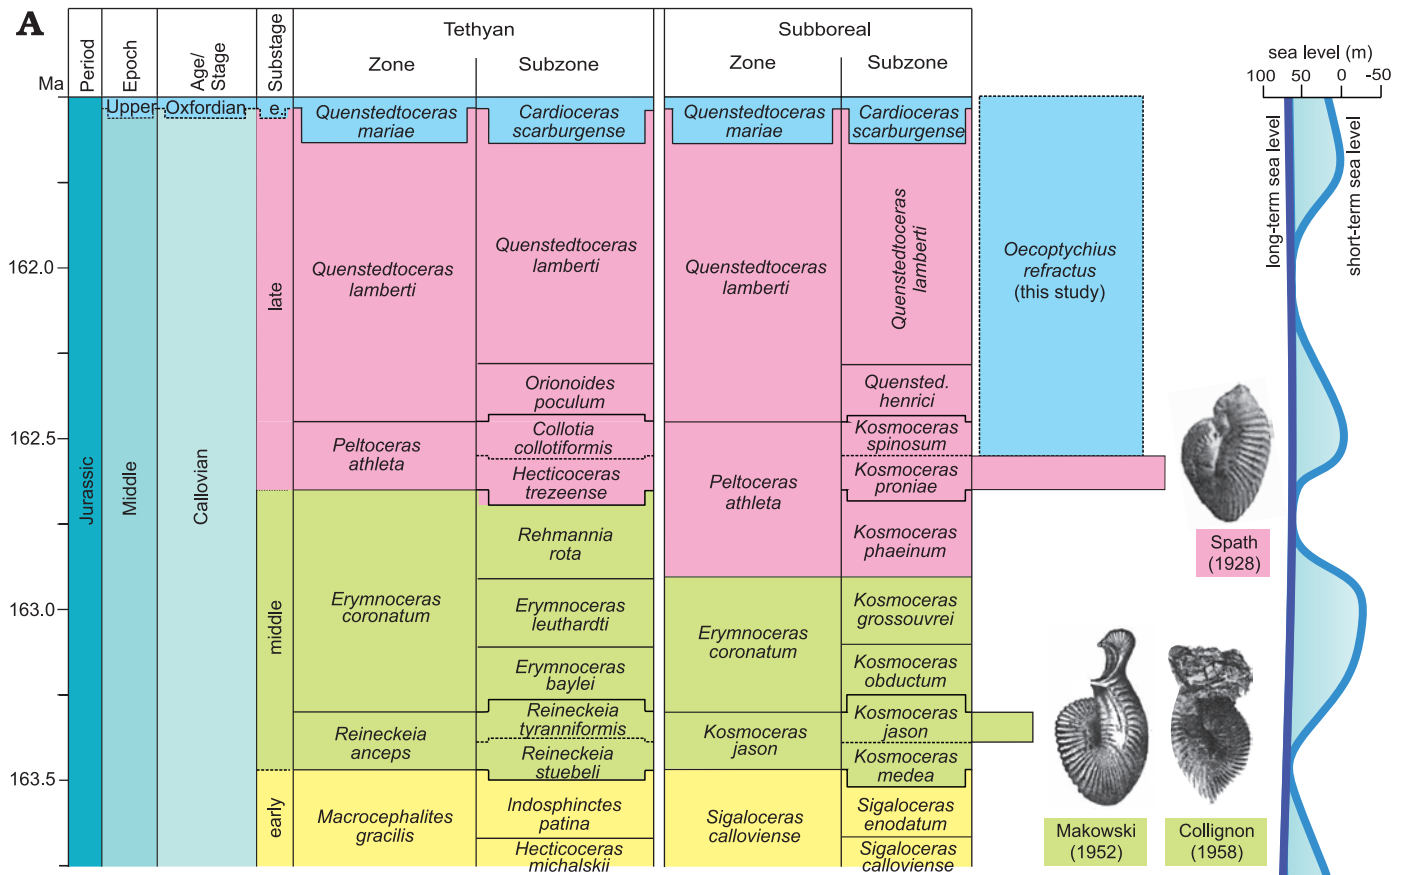 A
Ma
Period
Epoch
Age/
Stage
Substage
Tethyan
Zone
Subzone
Subboreal
Zone
Subzone
sea level (m)
100 50 0 -50
long-term sea level
short-term sea level
162.0
162.5
163.0
163.5
Jurassic
Upper
Middle
Oxfordian
Callovian
e.
late
middle
early
Quenstedtoceras
mariae
Quenstedtoceras
lamberti
Peltoceras
athleta
Erymnoceras
coronatum
Reineckeia
anceps
Macrocephalites
gracilis
Cardioceras
scarburgense
Quenstedtoceras
lamberti
Orionoides
poculum
Collotia
collotiformis
Hecticoceras
trezeense
Rehmannia
rota
Erymnoceras
leuthardti
Erymnoceras
baylei
Reineckeia
tyranniformis
Reineckeia
stuebeli
Indosphinctes
patina
Hecticoceras
michalskii
Quenstedtoceras
mariae
Quenstedtoceras
lamberti
Peltoceras
athleta
Erymnoceras
coronatum
Kosmoceras
jason
Sigaloceras
calloviense
Cardioceras
scarburgense
Quenstedtoceras
lamberti
Quensted.
henrici
Kosmoceras
spinosum
Kosmoceras
proniae
Kosmoceras
phaeinum
Kosmoceras
grossouvrei
Kosmoceras
obductum
Kosmoceras
jason
Kosmoceras
medea
Sigaloceras
enodatum
Sigaloceras
calloviense
Oecoptychius
refractus
(this study)
Spath
(1928)
Makowski
(1952)
Collignon
(1958)